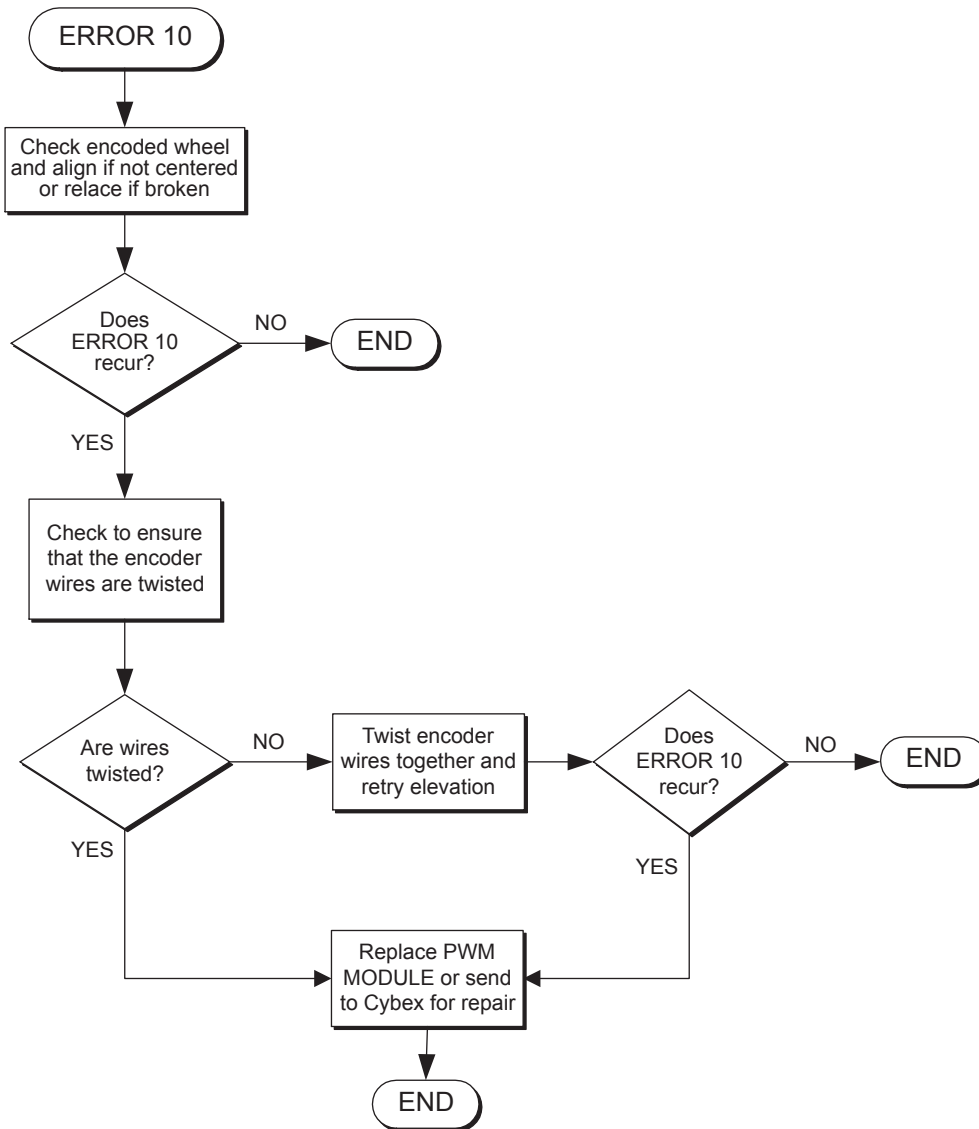 ERROR 10
Check encoded wheel
and align if not centered
or relace if broken
Does
ERROR 10
recur?
NO
END
YES
Check to ensure
that the encoder
wires are twisted
Are wires
twisted?
NO
Twist encoder
wires together and
retry elevation
Does
ERROR 10
recur?
NO
END
YES
YES
Replace PWM
MODULE or send
to Cybex for repair
END